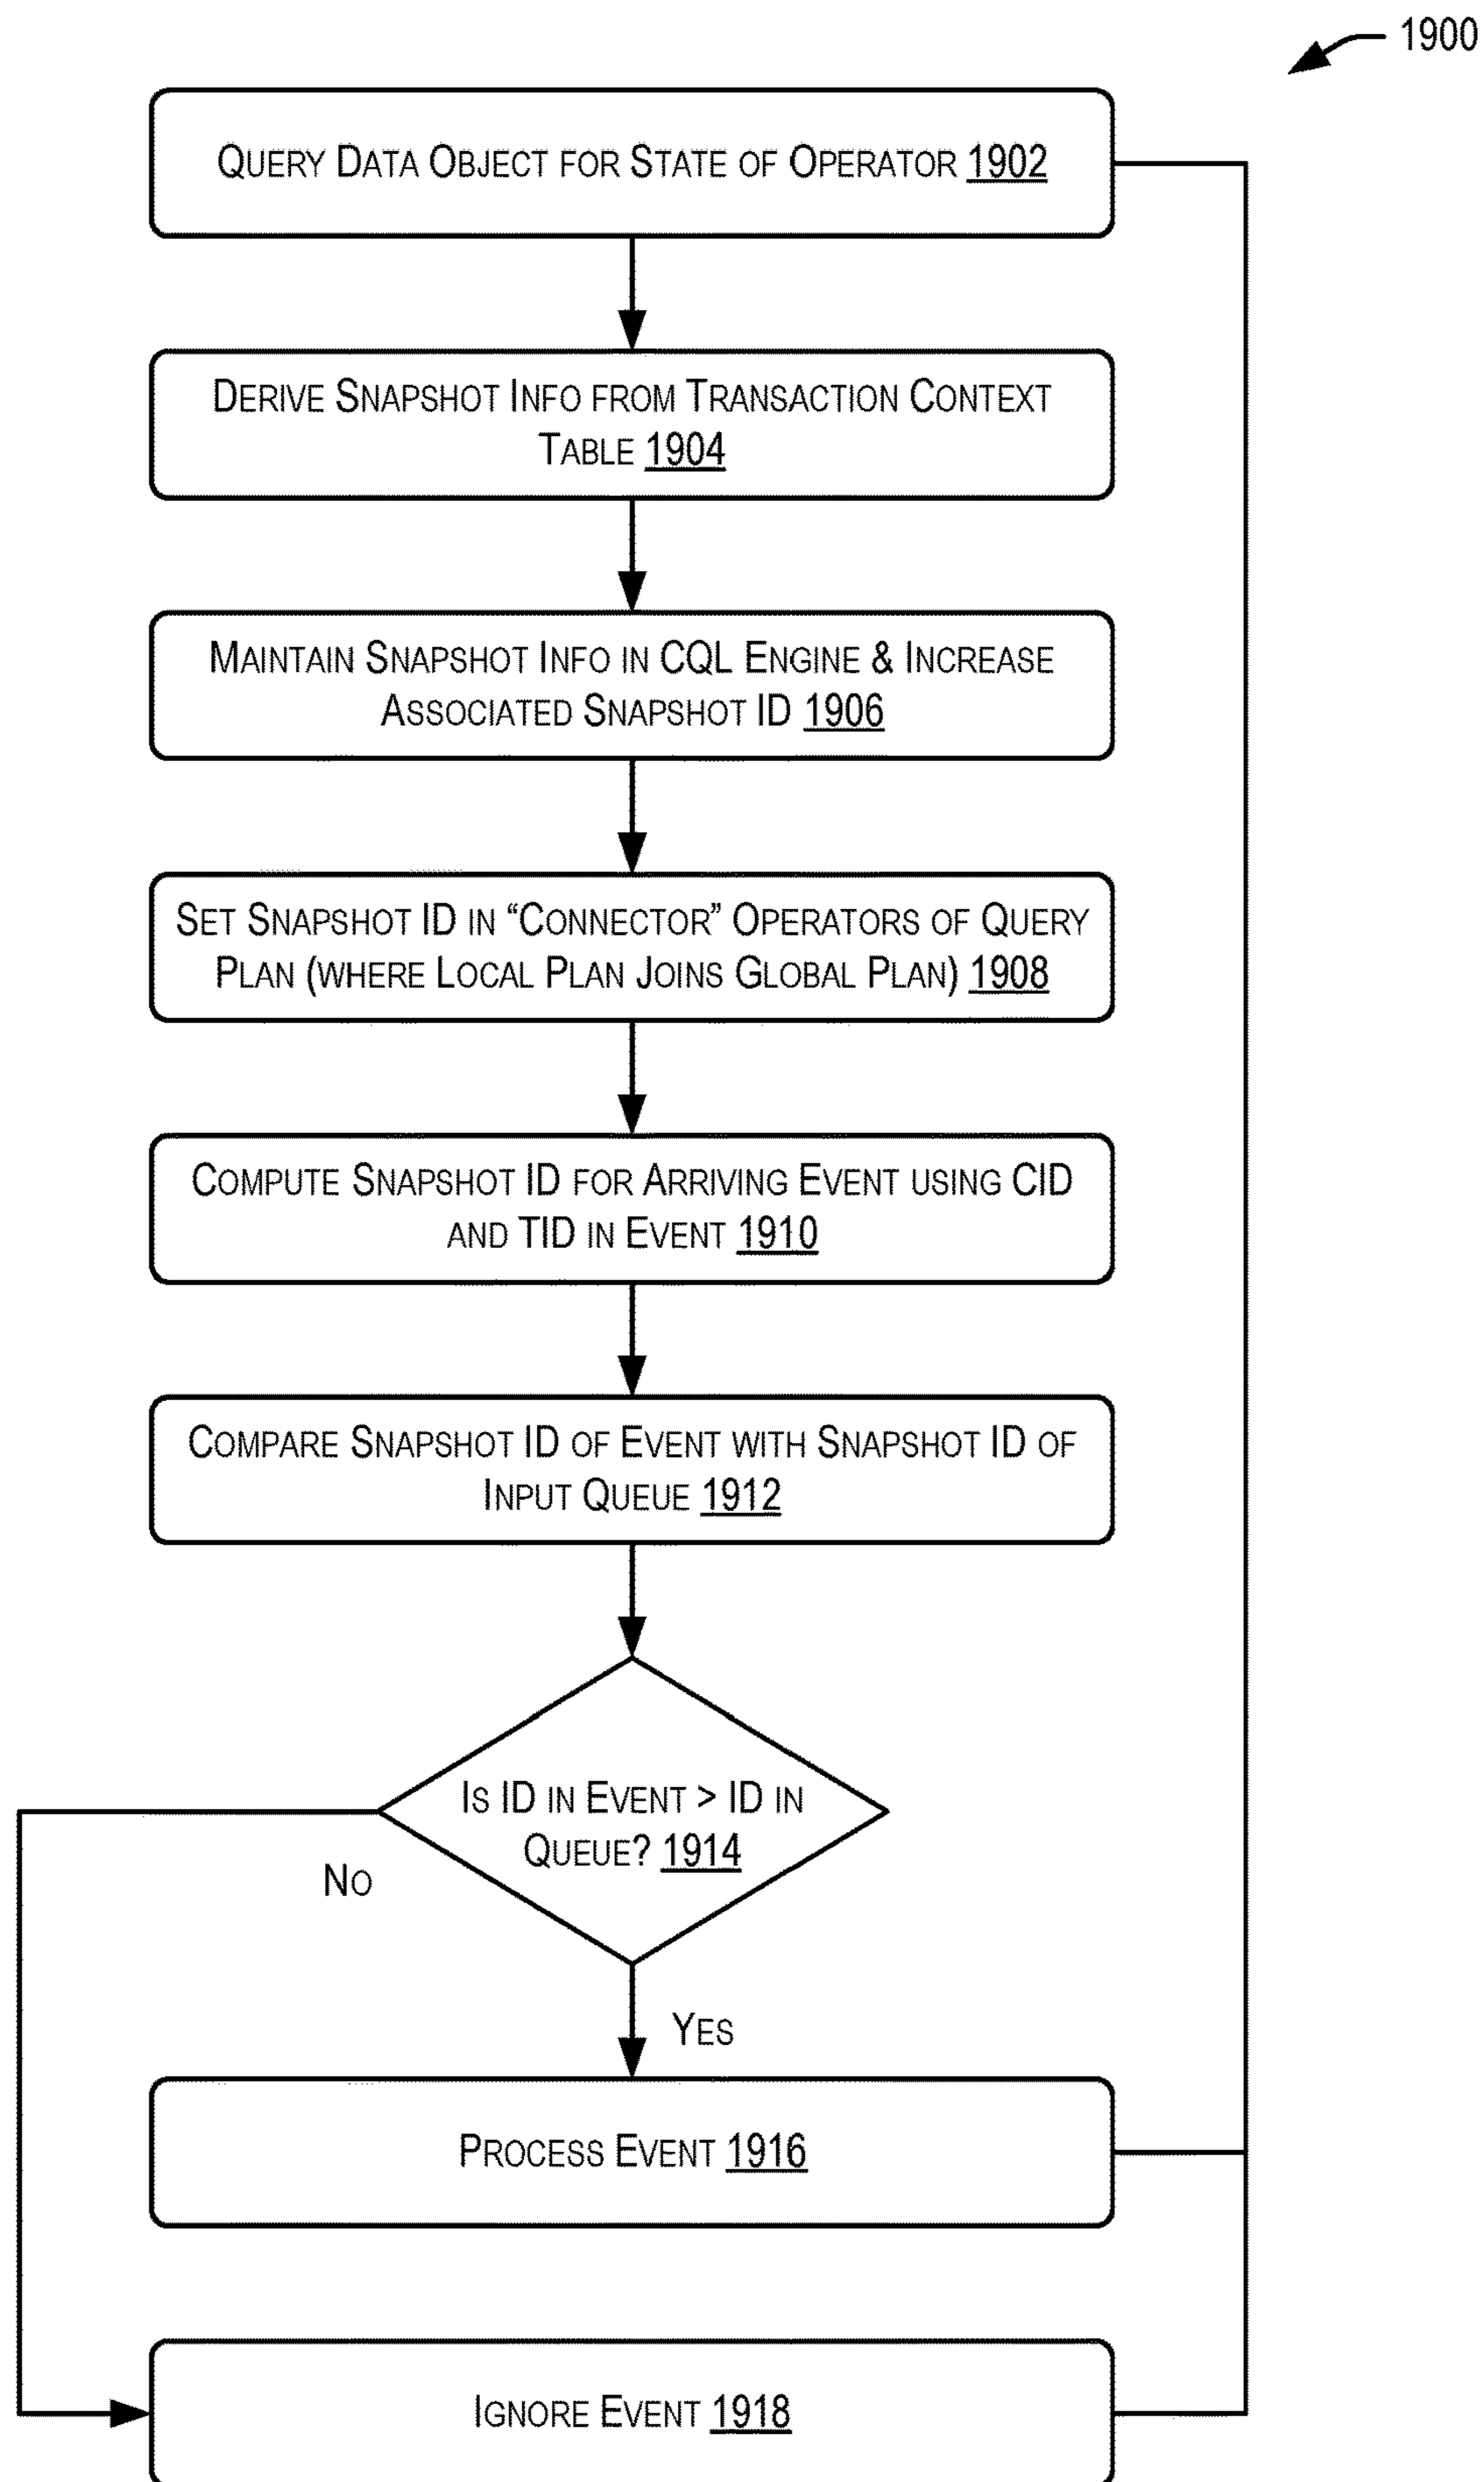 1900
Query Data Object for State of Operator 1902
Derive Snapshot Info from Transaction Context
Table 1904
Maintain Snapshot Info in CQL Engine & Increase
Associated Snapshot ID 1906
Set Snapshot ID in “Connector” Operators of Query
Plan (where Local Plan Joins Global Plan) 1908
Compute Snapshot ID for Arriving Event using CID
and TID in Event 1910
Compare Snapshot ID of Event with Snapshot ID of
Input Queue 1912
Is ID in Event > ID in
Queue? 1914
No
Yes
Process Event 1916
Ignore Event 1918